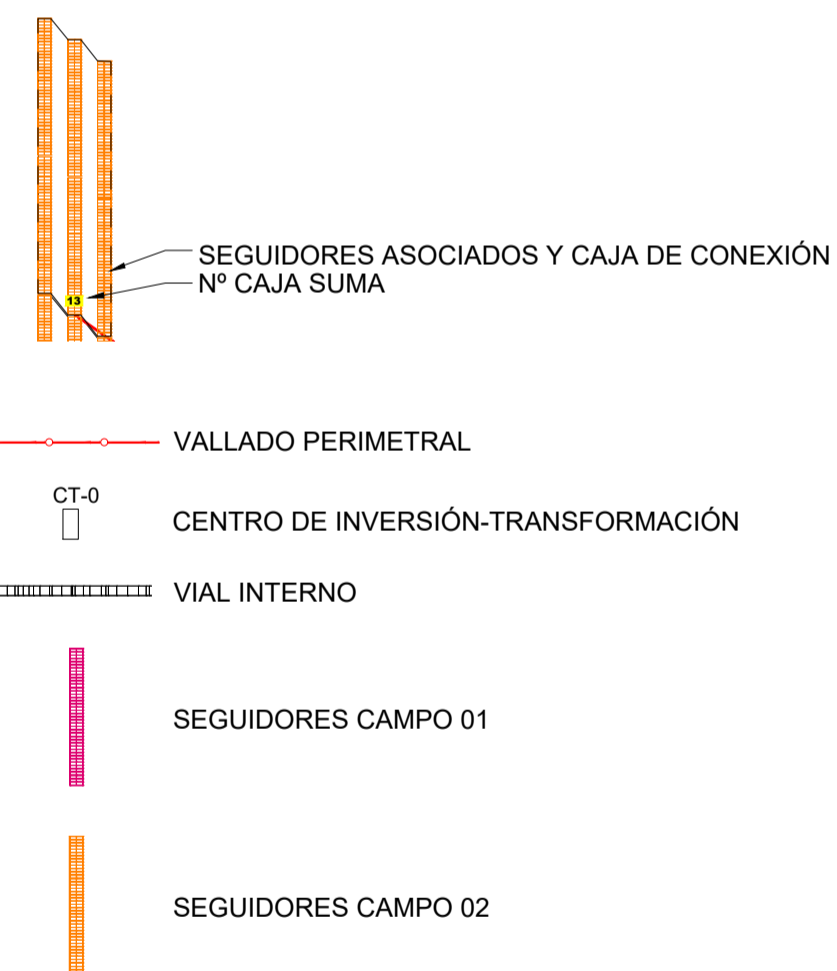 SEGUIDORES ASOCIADOS Y CAJA DE CONEXIÓN
Nº CAJA SUMA
13
VALLADO PERIMETRAL
CT-0
CENTRO DE INVERSIÓN-TRANSFORMACIÓN
VIAL INTERNO
SEGUIDORES CAMPO 01
SEGUIDORES CAMPO 02